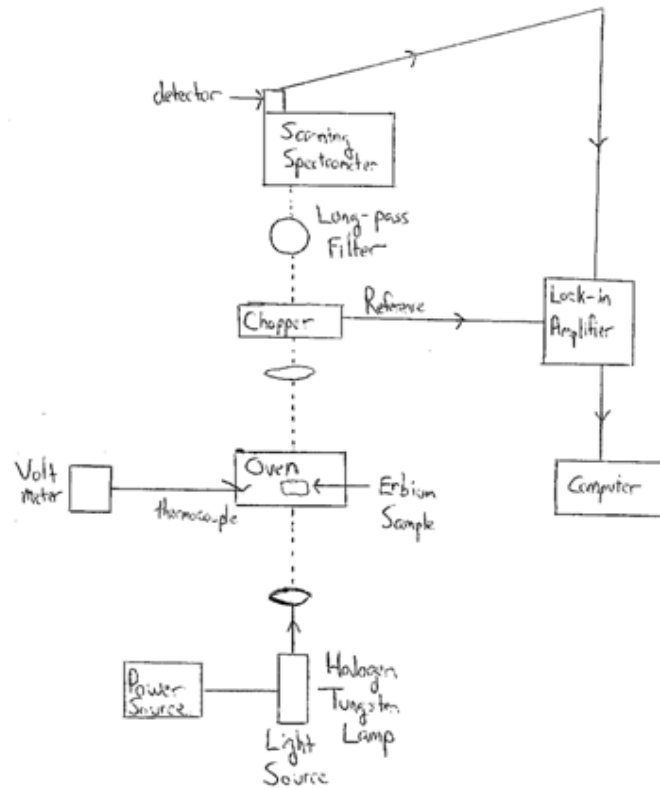 detector
Scanning
Spectrometer
Long-pass
Filter
Chopper
Reference
Lock-in
Amplifier
Computer
Volt
meter
thermocouple
Oven
Erbium
Sample
Power
Source
Halogen
Tungsten
Lamp
Light
Source